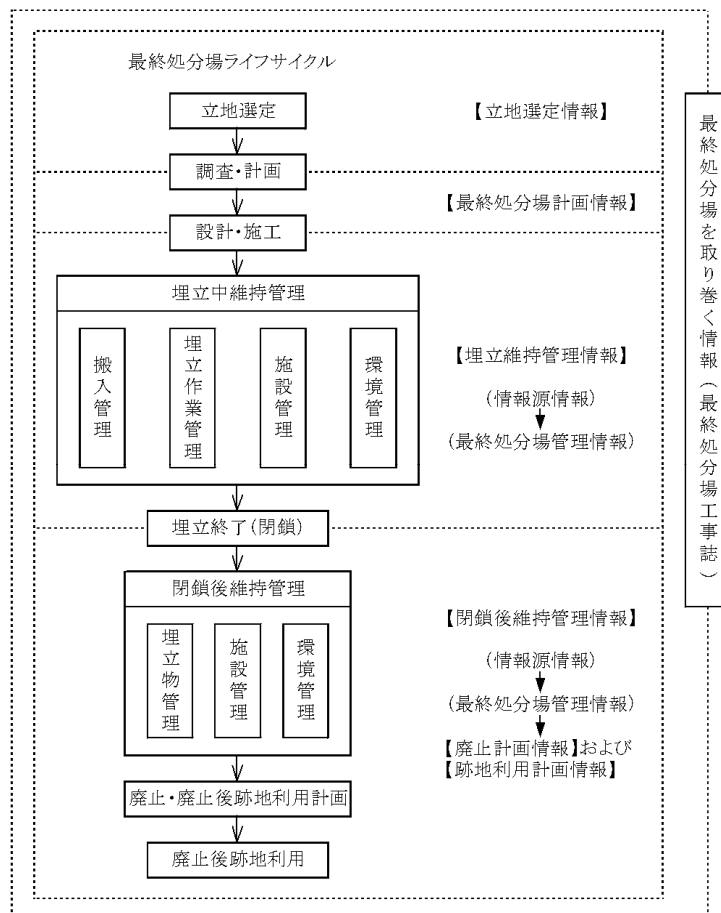 最終処分場ライフサイクル
立地選定
【立地選定情報】
調査・計画
【最終処分場計画情報】
設計・施工
埋立中維持管理
搬入管理
埋立作業管理
施設管理
環境管理
【埋立維持管理情報】
(情報源情報)
(最終処分場管理情報)
埋立終了(閉鎖)
閉鎖後維持管理
埋立物管理
施設管理
環境管理
【閉鎖後維持管理情報】
(情報源情報)
(最終処分場管理情報)
【廃止計画情報】および
【跡地利用計画情報】
廃止・廃止後跡地利用計画
廃止後跡地利用
最終処分場を取り巻く情報(最終処分場工事誌)